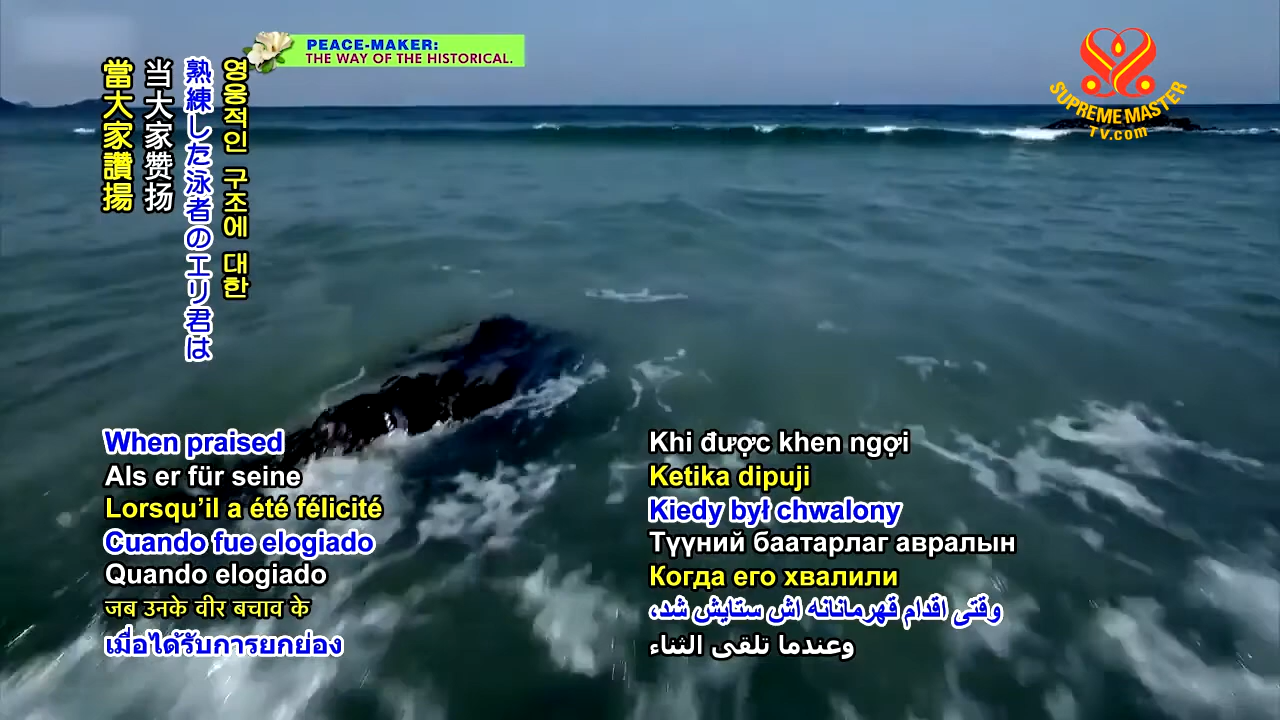 PEACE-MAKER:
THE WAY OF THE HISTORICAL.
SUPREME MASTER
TV.com
영웅적인 구조에 대한
熟練した泳者のエリ君は
当大家赞扬
當大家讚揚
When praised
Als er für seine
Lorsqu’il a été félicité
Cuando fue elogiado
Quando elogiado
जब उनके वीर बचाव के
เมื่อได้รับการยกย่อง
Khi được khen ngợi
Ketika dipuji
Kiedy był chwalony
Түүний баатарлаг авралын
Когда его хвалили
وقتی اقدام قهرمانانه اش ستایش شد،
وعندما تلقى الثناء